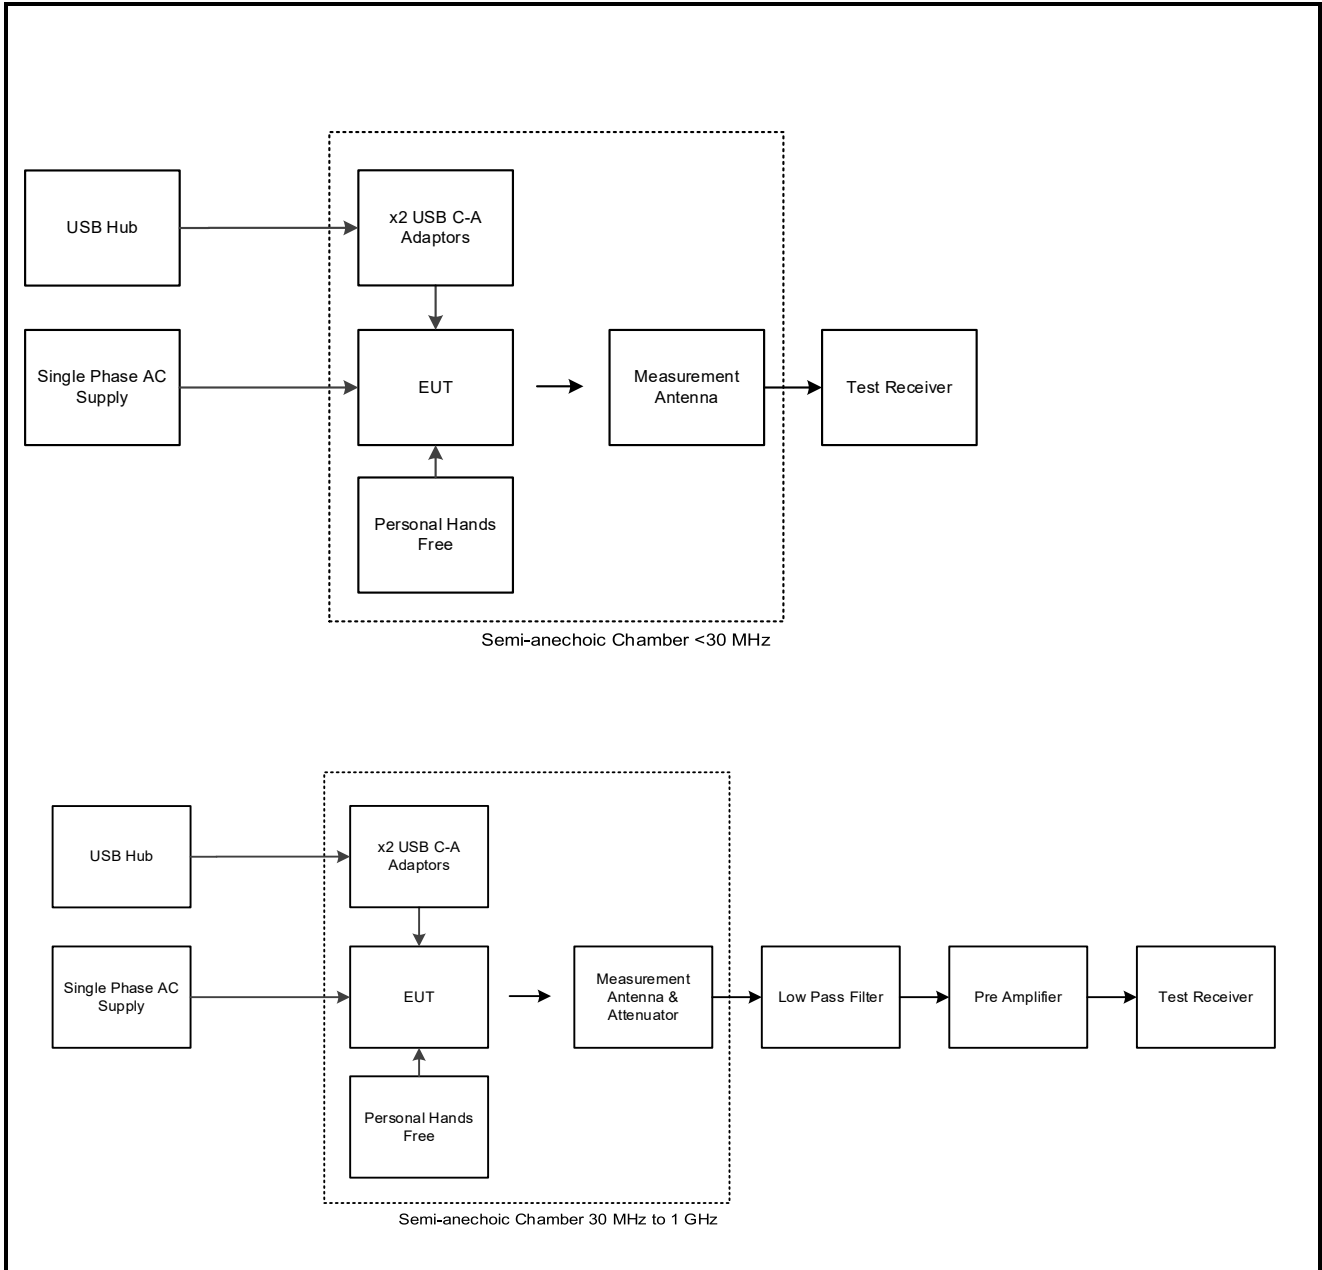 USB Hub
x2 USB C-A
Adaptors
Single Phase AC
Supply
EUT
Measurement
Antenna
Test Receiver
Personal Hands
Free
Semi-anechoic Chamber <30 MHz
USB Hub
x2 USB C-A
Adaptors
Single Phase AC
Supply
EUT
Measurement
Antenna &
Attenuator
Low Pass Filter
Pre Amplifier
Test Receiver
Personal Hands
Free
Semi-anechoic Chamber 30 MHz to 1 GHz